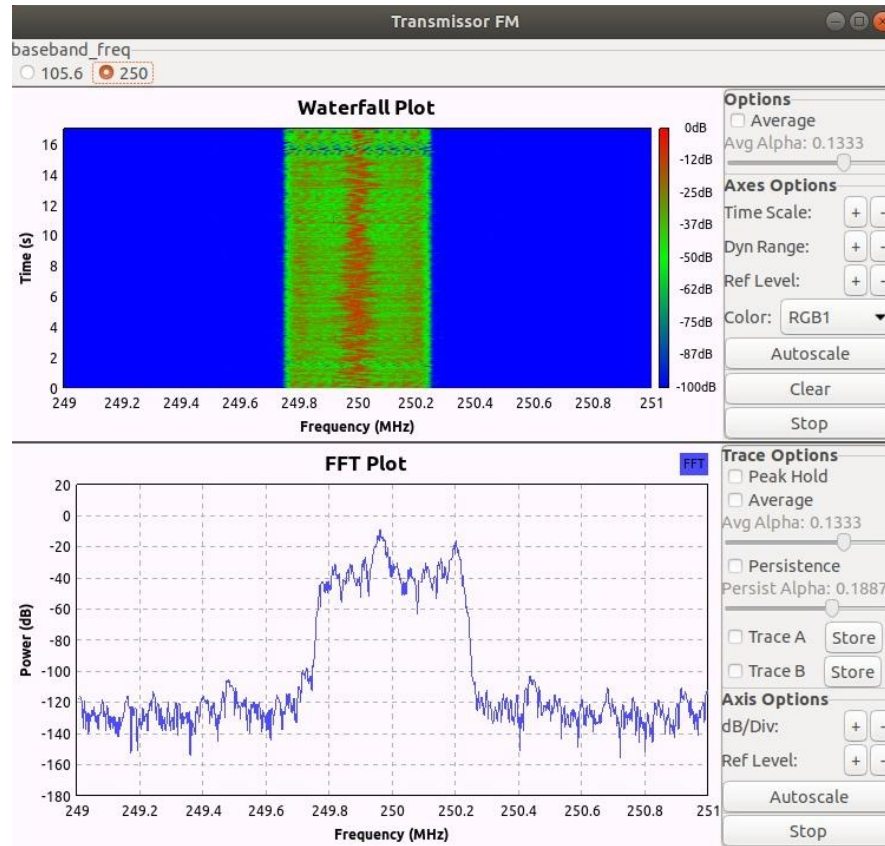 Transmissor FM
baseband_freq
105.6 250
Waterfall Plot
0dB
-12dB
-25dB
-37dB
-50dB
-62dB
-75dB
-87dB
-100dB
16
14
12
10
8
6
4
2
0
Time (s)
249 249.2 249.4 249.6 249.8 250 250.2 250.4 250.6 250.8 251
Frequency (MHz)
Options
Average
Avg Alpha: 0.1333
Axes Options
Time Scale: + -
Dyn Range: + -
Ref Level: + -
Color: RGB1
Autoscale
Clear
Stop
FFT Plot
FFT
20
0
-20
-40
-60
-80
-100
-120
-140
-160
-180
Power (dB)
249 249.2 249.4 249.6 249.8 250 250.2 250.4 250.6 250.8 251
Frequency (MHz)
Trace Options
Peak Hold
Average
Avg Alpha: 0.1333
Persistence
Persist Alpha: 0.1887
Trace A Store
Trace B Store
Axis Options
dB/Div: + -
Ref Level: + -
Autoscale
Stop